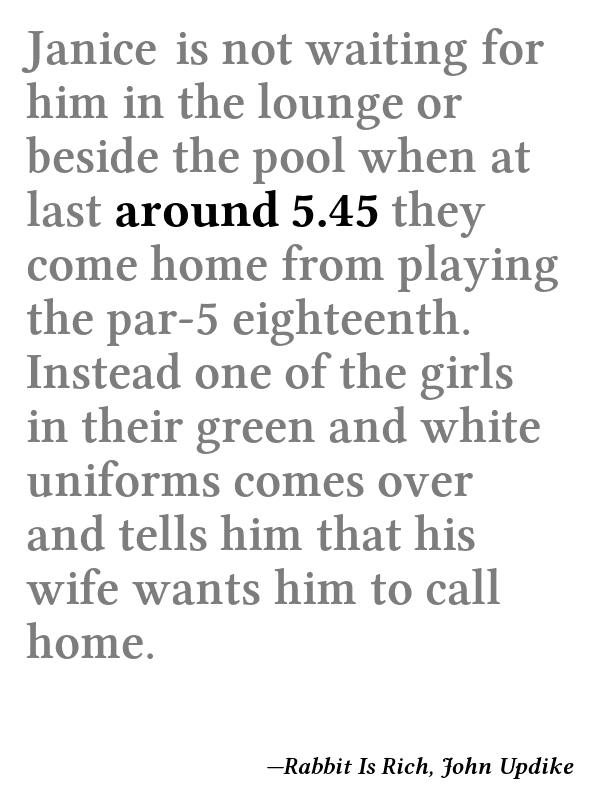 Janice is not waiting for
him in the lounge or
beside the pool when at
last around 5.45 they
come home from playing
the par-5 eighteenth.
Instead one of the girls
in their green and white
uniforms comes over
and tells him that his
wife wants him to call
home.
—Rabbit Is Rich, John Updike